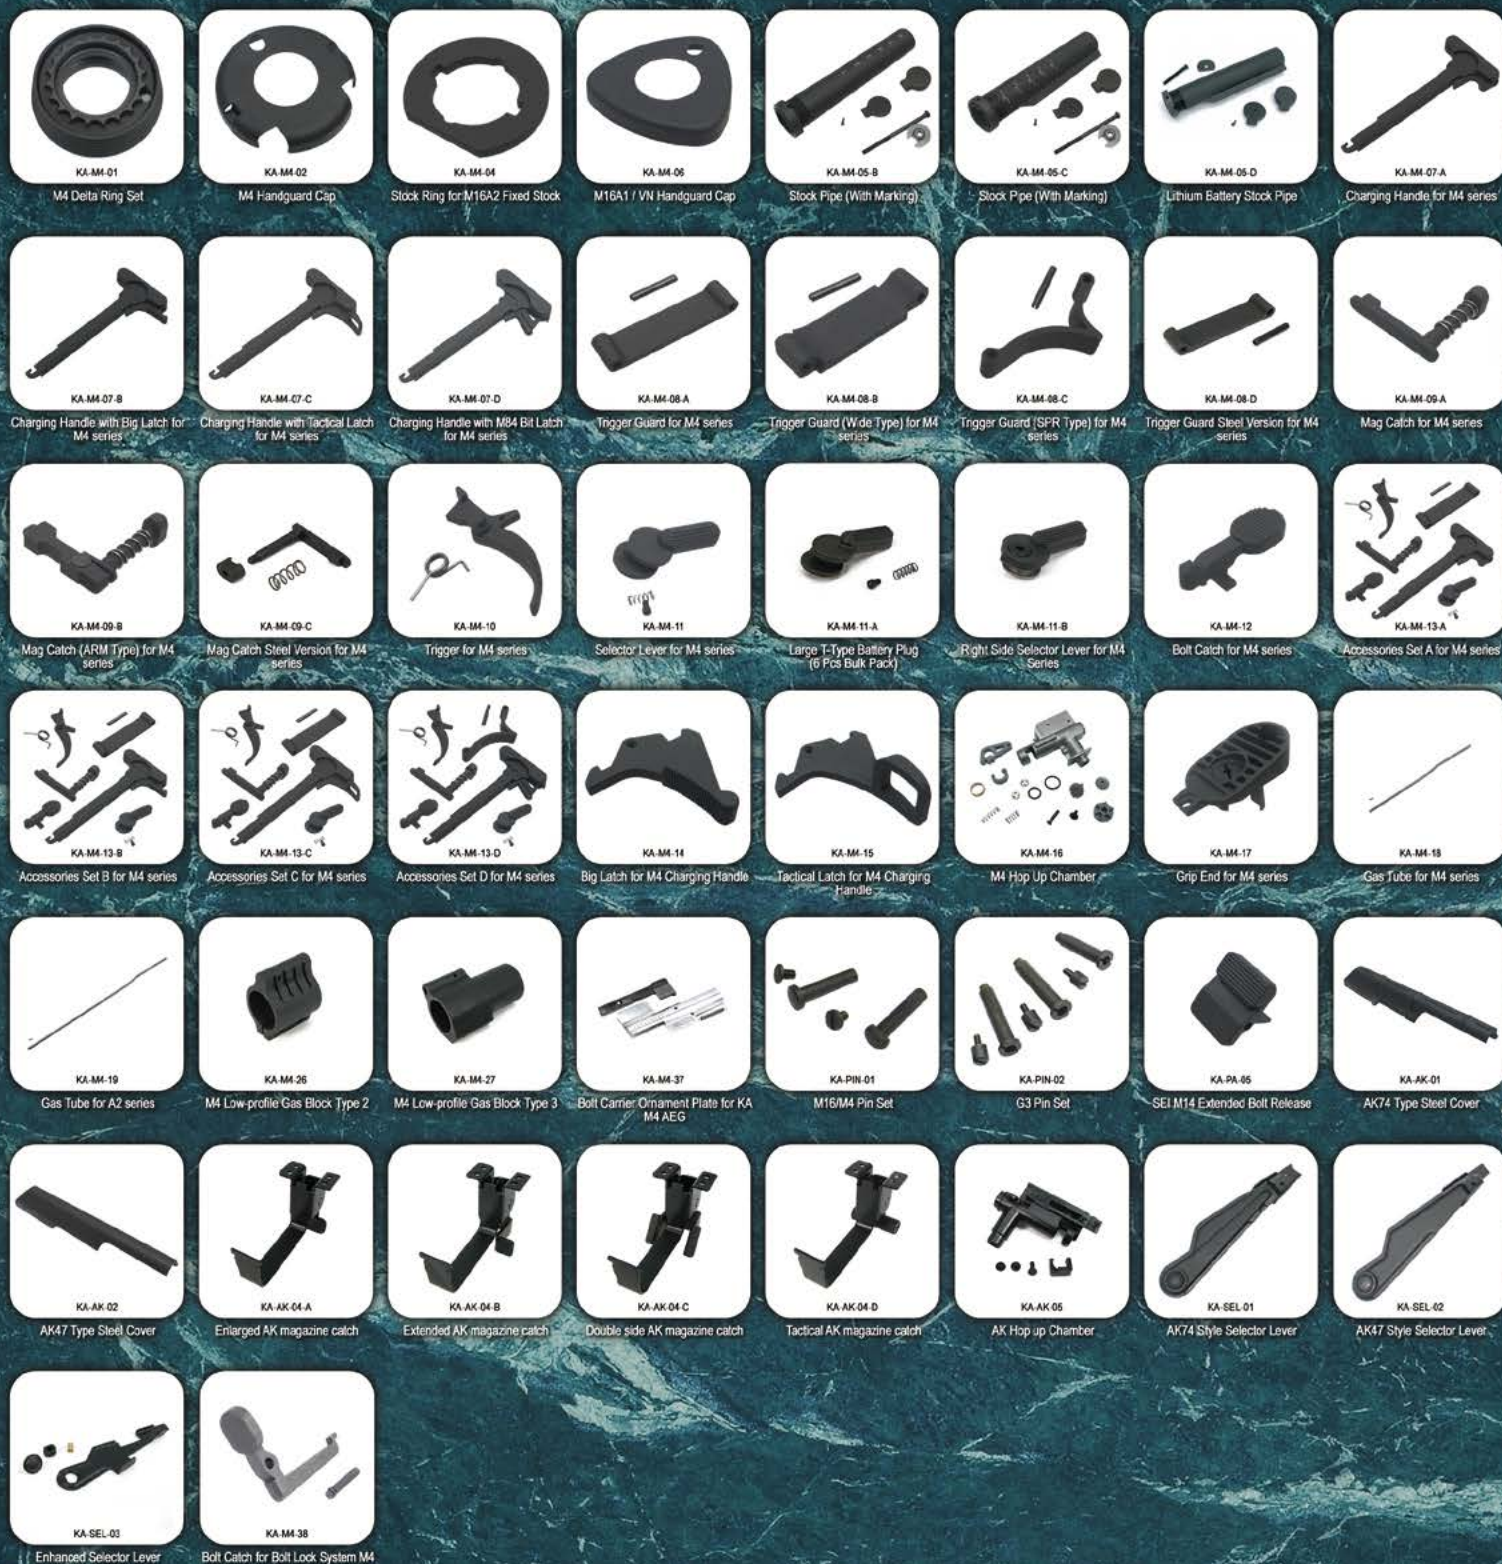 KA-M4-01
M4 Delta Ring Set
KA-M4-02
M4 Handguard Cap
KA-M4-04
Stock Ring for M16A2 Fixed Stock
KA-M4-06
M16A1 / VN Handguard Cap
KA-M4-05-B
Stock Pipe (With Marking)
KA-M4-05-C
Stock Pipe (With Marking)
KA-M4-05-D
Lithium Battery Stock Pipe
KA-M4-07-A
Charging Handle for M4 series
KA-M4-07-B
Charging Handle with Big Latch for
M4 series
KA-M4-07-C
Charging Handle with Tactical Latch
for M4 series
KA-M4-07-D
Charging Handle with M84 Bit Latch
for M4 series
KA-M4-08-A
Trigger Guard for M4 series
KA-M4-08-B
Trigger Guard (Wide Type) for M4
series
KA-M4-08-C
Trigger Guard (SPR Type) for M4
series
KA-M4-08-D
Trigger Guard Steel Version for M4
series
KA-M4-09-A
Mag Catch for M4 series
KA-M4-09-B
Mag Catch (ARM Type) for M4
series
KA-M4-09-C
Mag Catch Steel Version for M4
series
KA-M4-10
Trigger for M4 series
KA-M4-11
Selector Lever for M4 series
KA-M4-11-A
Large T-Type Battery Plug
(6 Pcs Bulk Pack)
KA-M4-11-B
Right Side Selector Lever for M4
Series
KA-M4-12
Bolt Catch for M4 series
KA-M4-13-A
Accessories Set A for M4 series
KA-M4-13-B
Accessories Set B for M4 series
KA-M4-13-C
Accessories Set C for M4 series
KA-M4-13-D
Accessories Set D for M4 series
KA-M4-14
Big Latch for M4 Charging Handle
KA-M4-15
Tactical Latch for M4 Charging
Handle
KA-M4-16
M4 Hop Up Chamber
KA-M4-17
Grip End for M4 series
KA-M4-18
Gas Tube for M4 series
KA-M4-19
Gas Tube for A2 series
KA-M4-26
M4 Low-profile Gas Block Type 2
KA-M4-27
M4 Low-profile Gas Block Type 3
KA-M4-37
Bolt Carrier Ornament Plate for KA
M4 AEG
KA-PIN-01
M16/M4 Pin Set
KA-PIN-02
G3 Pin Set
KA-PA-05
SEI M14 Extended Bolt Release
KA-AK-01
AK74 Type Steel Cover
KA-AK-02
AK47 Type Steel Cover
KA-AK-04-A
Enlarged AK magazine catch
KA-AK-04-B
Extended AK magazine catch
KA-AK-04-C
Double side AK magazine catch
KA-AK-04-D
Tactical AK magazine catch
KA-AK-05
AK Hop up Chamber
KA-SEL-01
AK74 Style Selector Lever
KA-SEL-02
AK47 Style Selector Lever
KA-SEL-03
Enhanced Selector Lever
KA-M4-38
Bolt Catch for Bolt Lock System M4